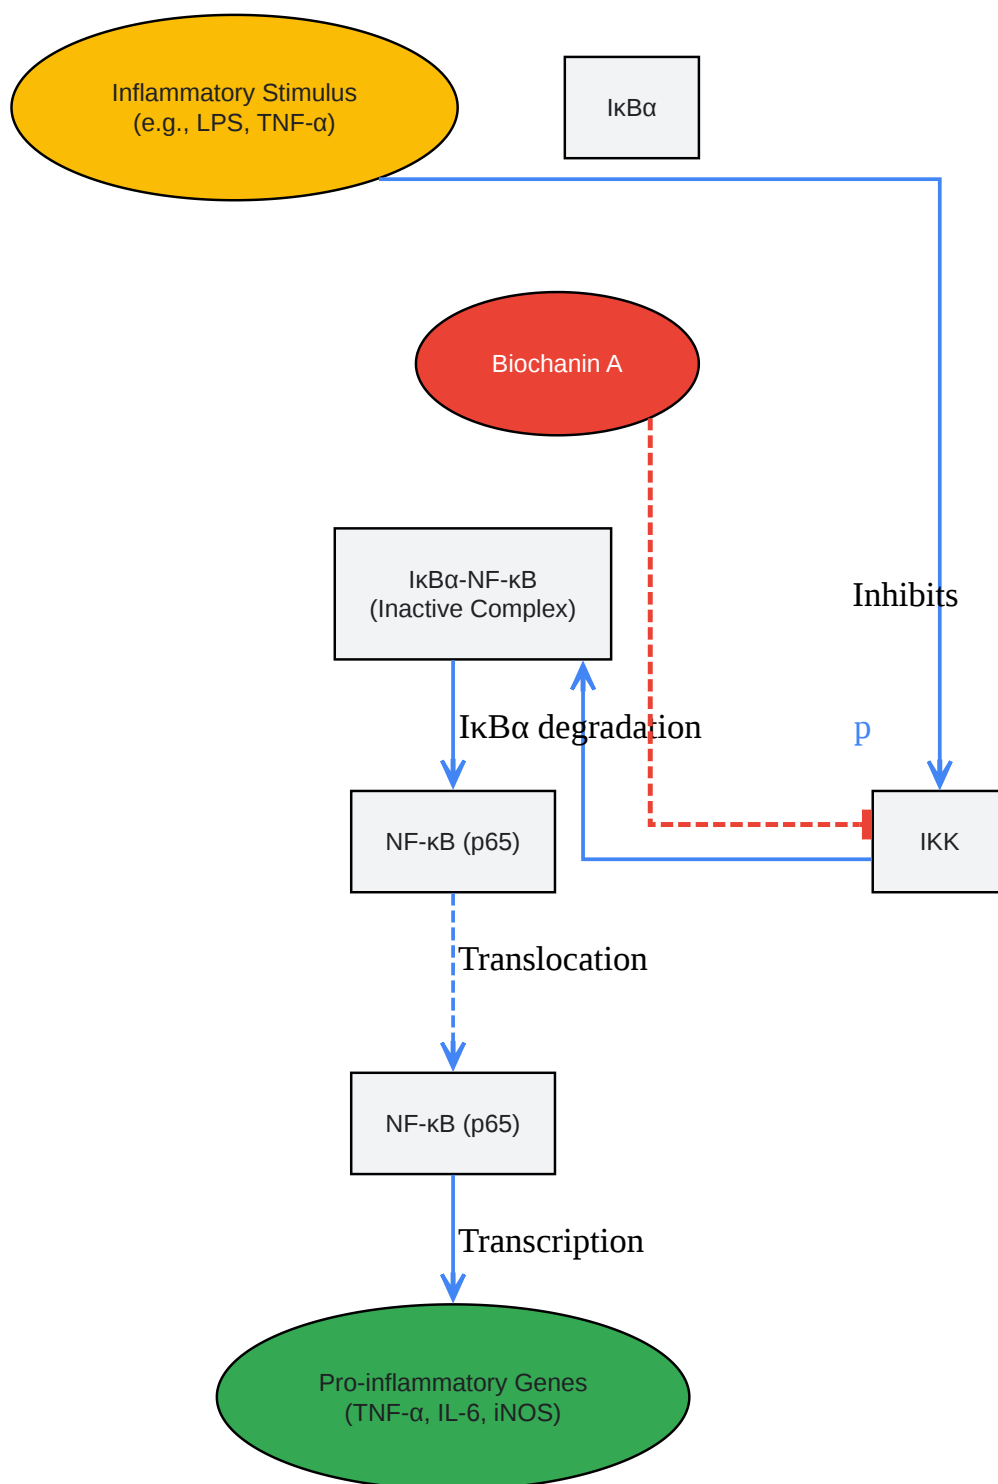 Inflammatory Stimulus
(e.g., LPS, TNF-α)
IκBα
Biochanin A
IκBα-NF-κB
(Inactive Complex)
Inhibits
IκBα degradation
p
NF-κB (p65)
IKK
Translocation
NF-κB (p65)
Transcription
Pro-inflammatory Genes
(TNF-α, IL-6, iNOS)